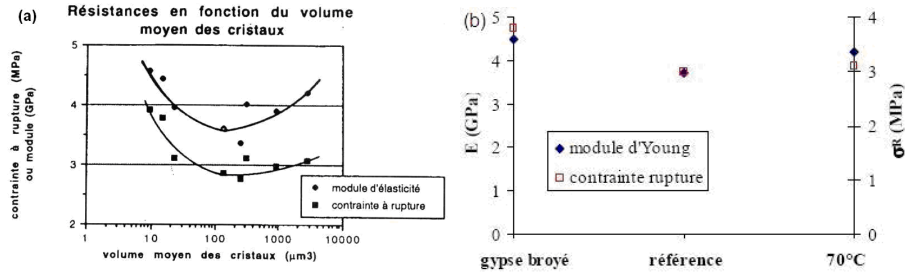 (a)
Résistances en fonction du volume
moyen des cristaux
contrainte à rupture (MPa)
ou module (GPa)
5
4
3
2
1
10
100
1000
10000
volume moyen des cristaux (µm3)
module d'élasticité
contrainte à rupture
(b)
5
4
3
2
1
0
E (GPa)
4
3
2
1
0
σᴿ (MPa)
module d'Young
contrainte rupture
gypse broyé
référence
70°C